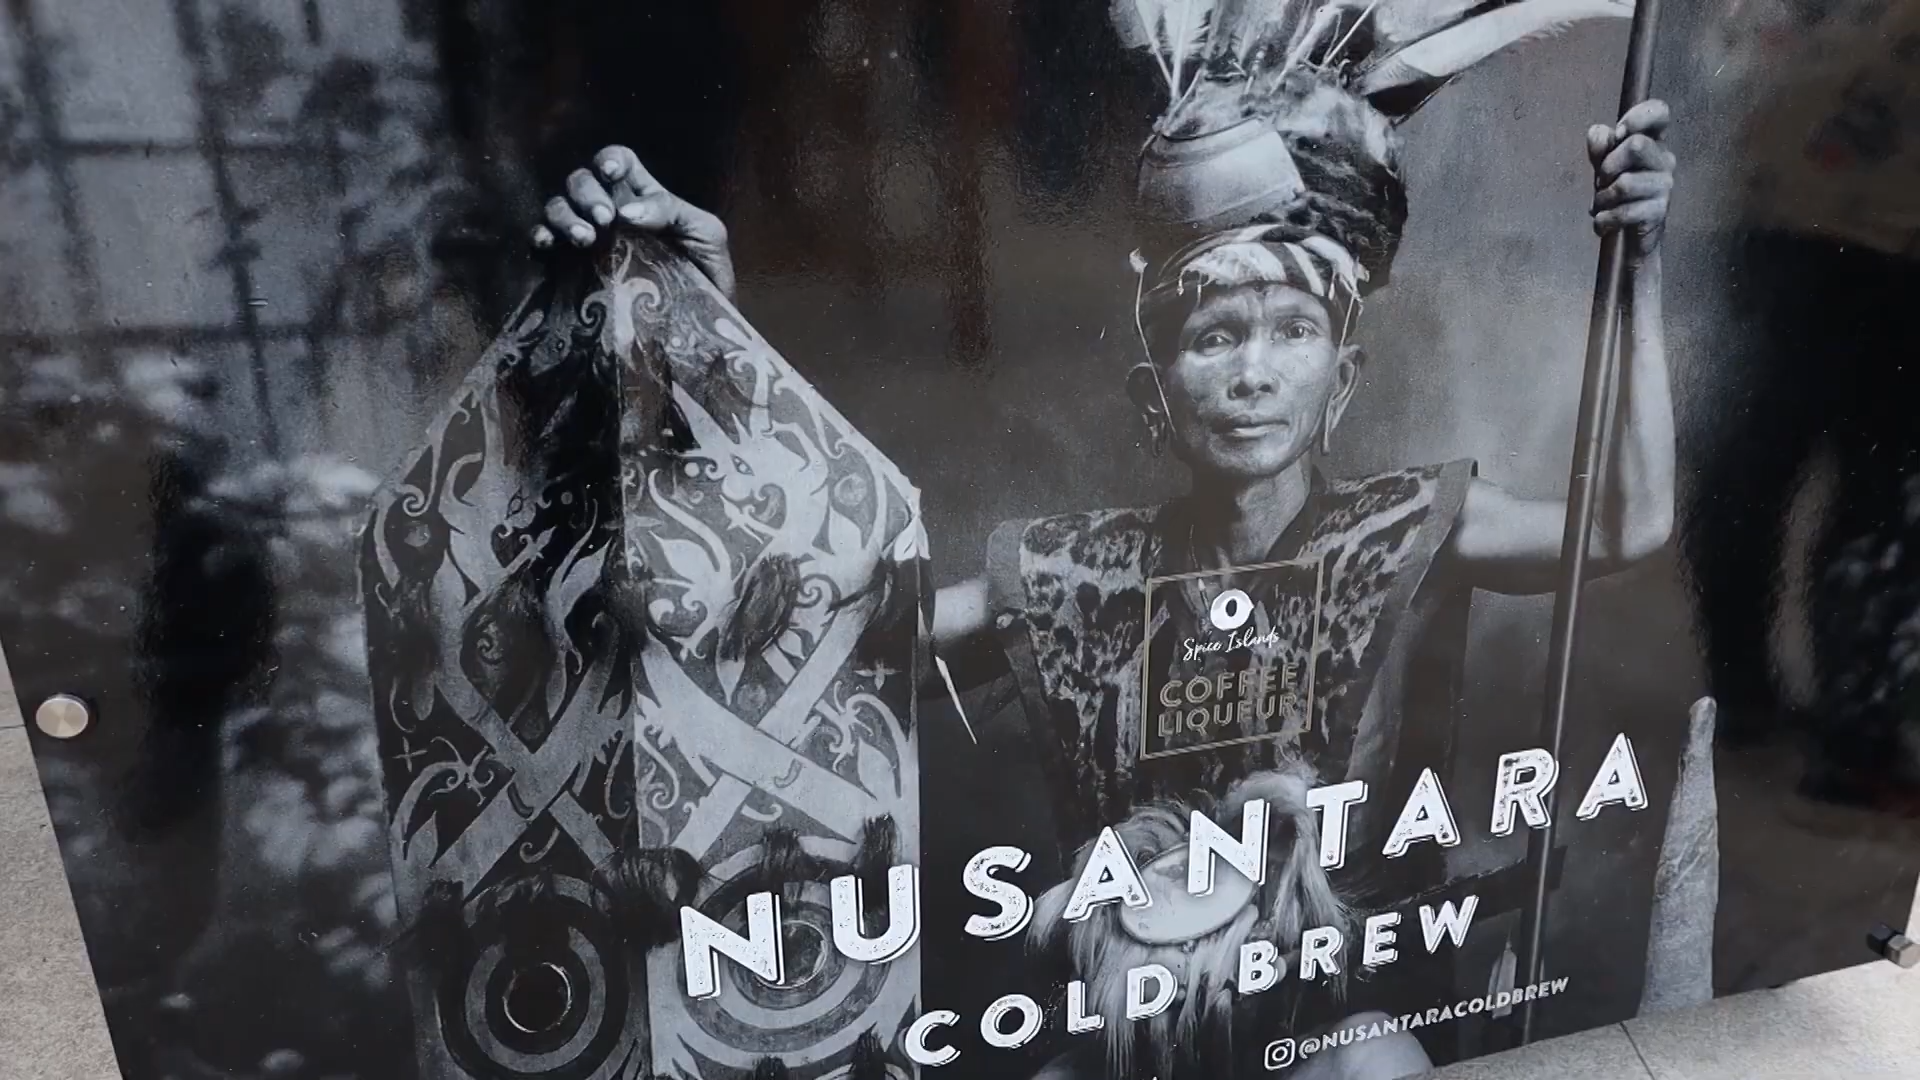 Spice Islands
COFFEE
LIQUEUR
NUSANTARA
COLD BREW
@NUSANTARACOLDBREW